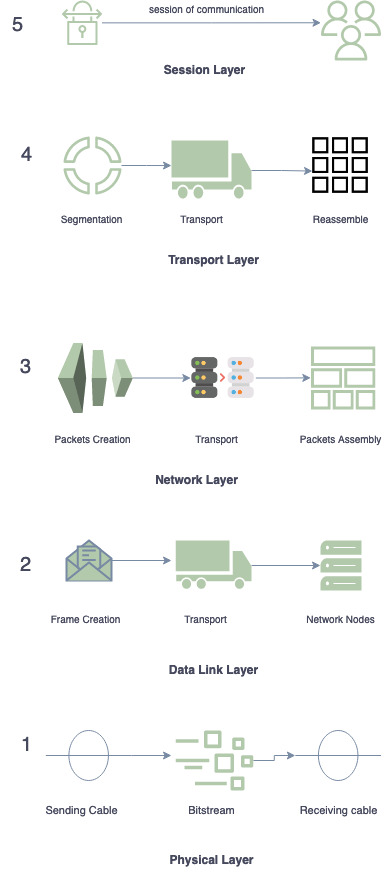 session of communication
5
Session Layer
4
Segmentation Transport Reassemble
Transport Layer
3
Packets Creation Transport Packets Assembly
Network Layer
2
Frame Creation Transport Network Nodes
Data Link Layer
1
Sending Cable Bitstream Receiving cable
Physical Layer